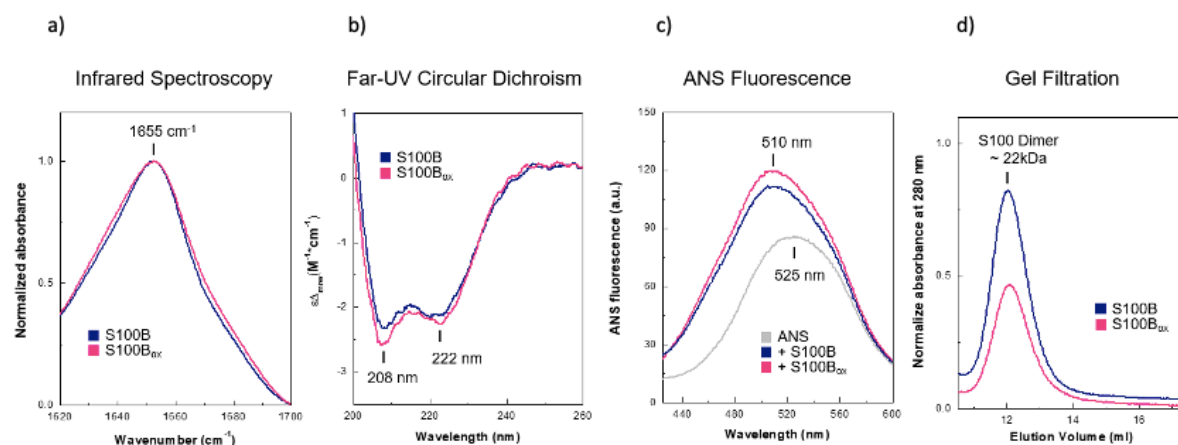 a)
Infrared Spectroscopy
1655 cm-1
1.0
0.5
0.0
Normalized absorbance
S100B
S100Box
1620 1640 1660 1680 1700
Wavenumber (cm-1)
b)
Far-UV Circular Dichroism
1
0
-1
-2
-3
S100B
S100Box
208 nm
222 nm
200 220 240 260
Wavelength (nm)
c)
ANS Fluorescence
150
120
90
60
30
0
ANS fluorescence (a.u.)
510 nm
525 nm
ANS
+ S100B
+ S100Box
440 480 520 560 600
Wavelength (nm)
d)
Gel Filtration
1.0
0.5
0.0
Normalize absorbance at 280 nm
S100 Dimer
~ 22kDa
S100B
S100Box
12 14 16
Elution Volume (ml)